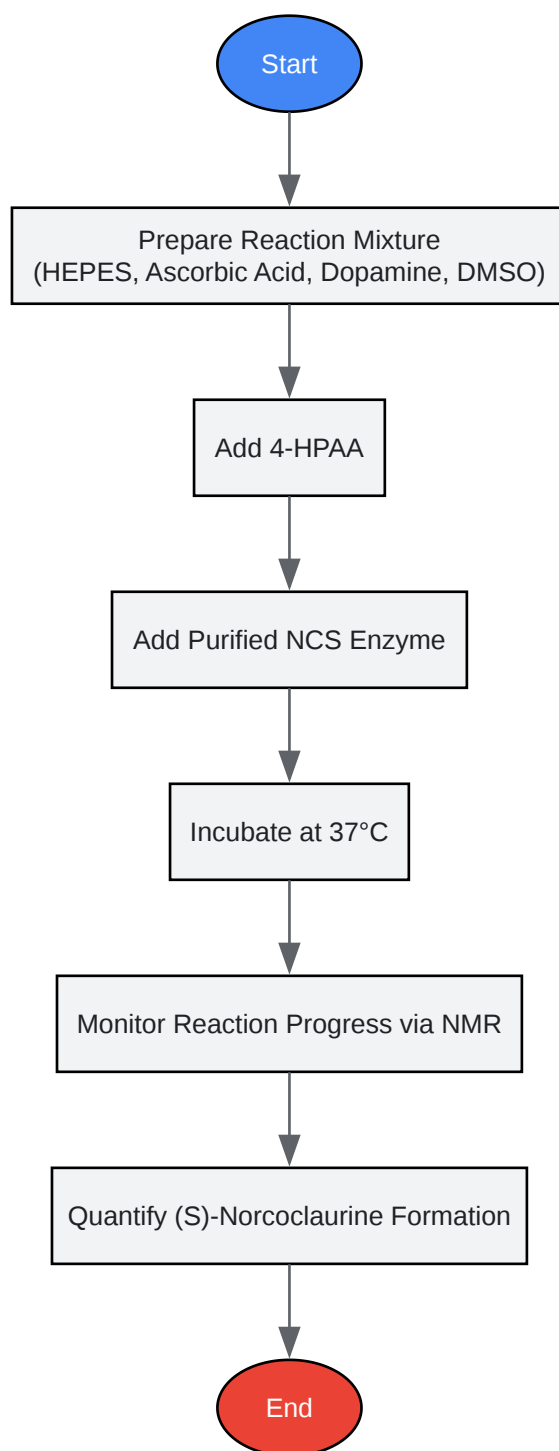 Start
Prepare Reaction Mixture
(HEPES, Ascorbic Acid, Dopamine, DMSO)
Add 4-HPAA
Add Purified NCS Enzyme
Incubate at 37°C
Monitor Reaction Progress via NMR
Quantify (S)-Norcoclaurine Formation
End